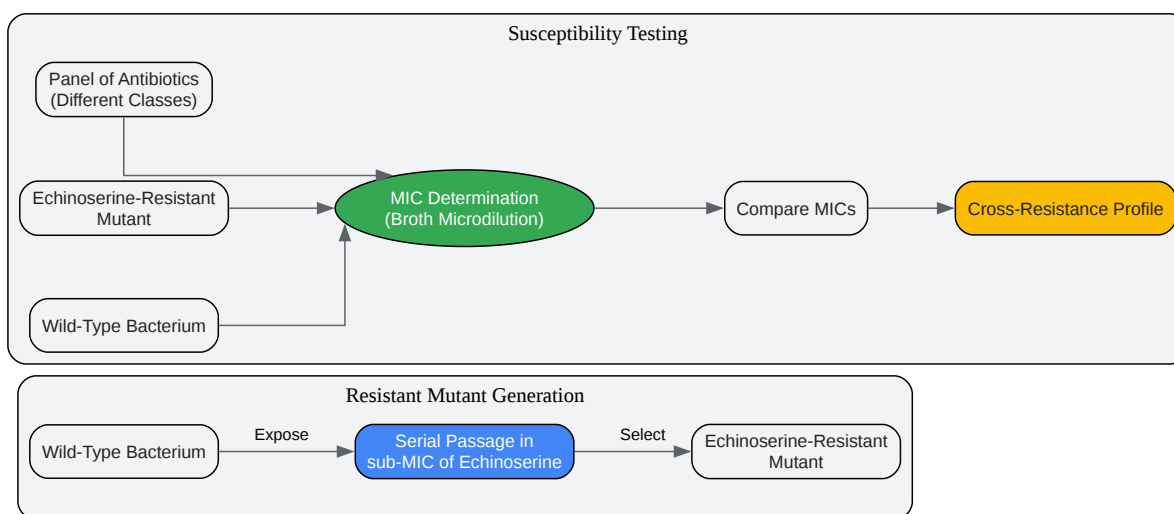 Susceptibility Testing
Panel of Antibiotics
(Different Classes)
Echinoserine-Resistant
Mutant
MIC Determination
(Broth Microdilution)
Compare MICs
Cross-Resistance Profile
Wild-Type Bacterium
Resistant Mutant Generation
Wild-Type Bacterium
Expose
Serial Passage in
sub-MIC of Echinoserine
Select
Echinoserine-Resistant
Mutant